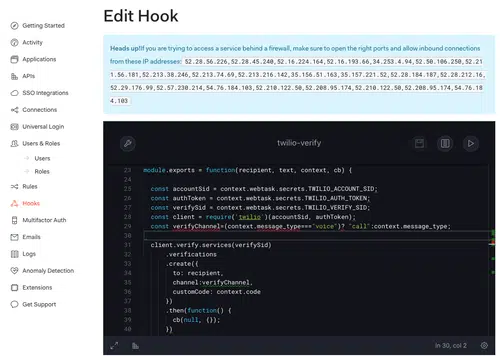 Getting Started
Activity
Applications
APIs
SSO Integrations
Connections
Universal Login
Users & Roles
Users
Roles
Rules
Hooks
Multifactor Auth
Emails
Logs
Anomaly Detection
Extensions
Get Support
Edit Hook
Heads up!If you are trying to access a service behind a firewall, make sure to open the right ports and allow inbound connections
from these IP addresses: 52.28.56.226,52.28.45.240,52.16.224.164,52.16.193.66,34.253.4.94,52.50.106.250,52.21
1.56.181,52.213.38.246,52.213.74.69,52.213.216.142,35.156.51.163,35.157.221.52,52.28.184.187,52.28.212.16,
52.29.176.99,52.57.230.214,54.76.184.103,52.210.122.50,52.208.95.174,52.210.122.50,52.208.95.174,54.76.18
4.103
twilio-verify
23 module.exports = function(recipient, text, context, cb) {
24
25 const accountSid = context.webtask.secrets.TWILIO_ACCOUNT_SID;
26 const authToken = context.webtask.secrets.TWILIO_AUTH_TOKEN;
27 const verifySid = context.webtask.secrets.TWILIO_VERIFY_SID;
28 const client = require('twilio')(accountSid, authToken);
29 const verifyChannel=(context.message_type==="voice")? "call":context.message_type;
30
31 client.verify.services(verifySid)
32 .verifications
33 .create({
34 to: recipient,
35 channel:verifyChannel,
36 customCode: context.code
37 })
38 .then(function() {
39 cb(null, {});
40 })
ln 30, col 2